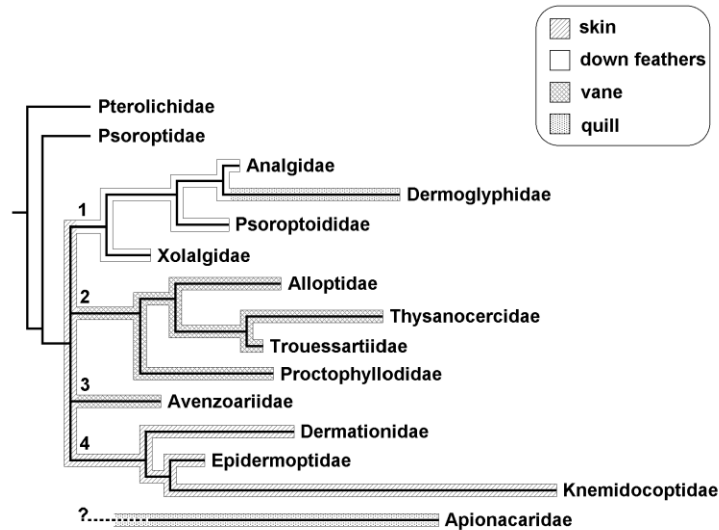 skin
down feathers
vane
quill
Pterolichidae
Psoroptidae
Analgidae
1
Dermoglyphidae
Psoroptoididae
Xolalgidae
Alloptidae
2
Thysanocercidae
Trouessartiidae
Proctophyllodidae
3
Avenzoariidae
Dermationidae
4
Epidermoptidae
Knemidocoptidae
? Apionacaridae